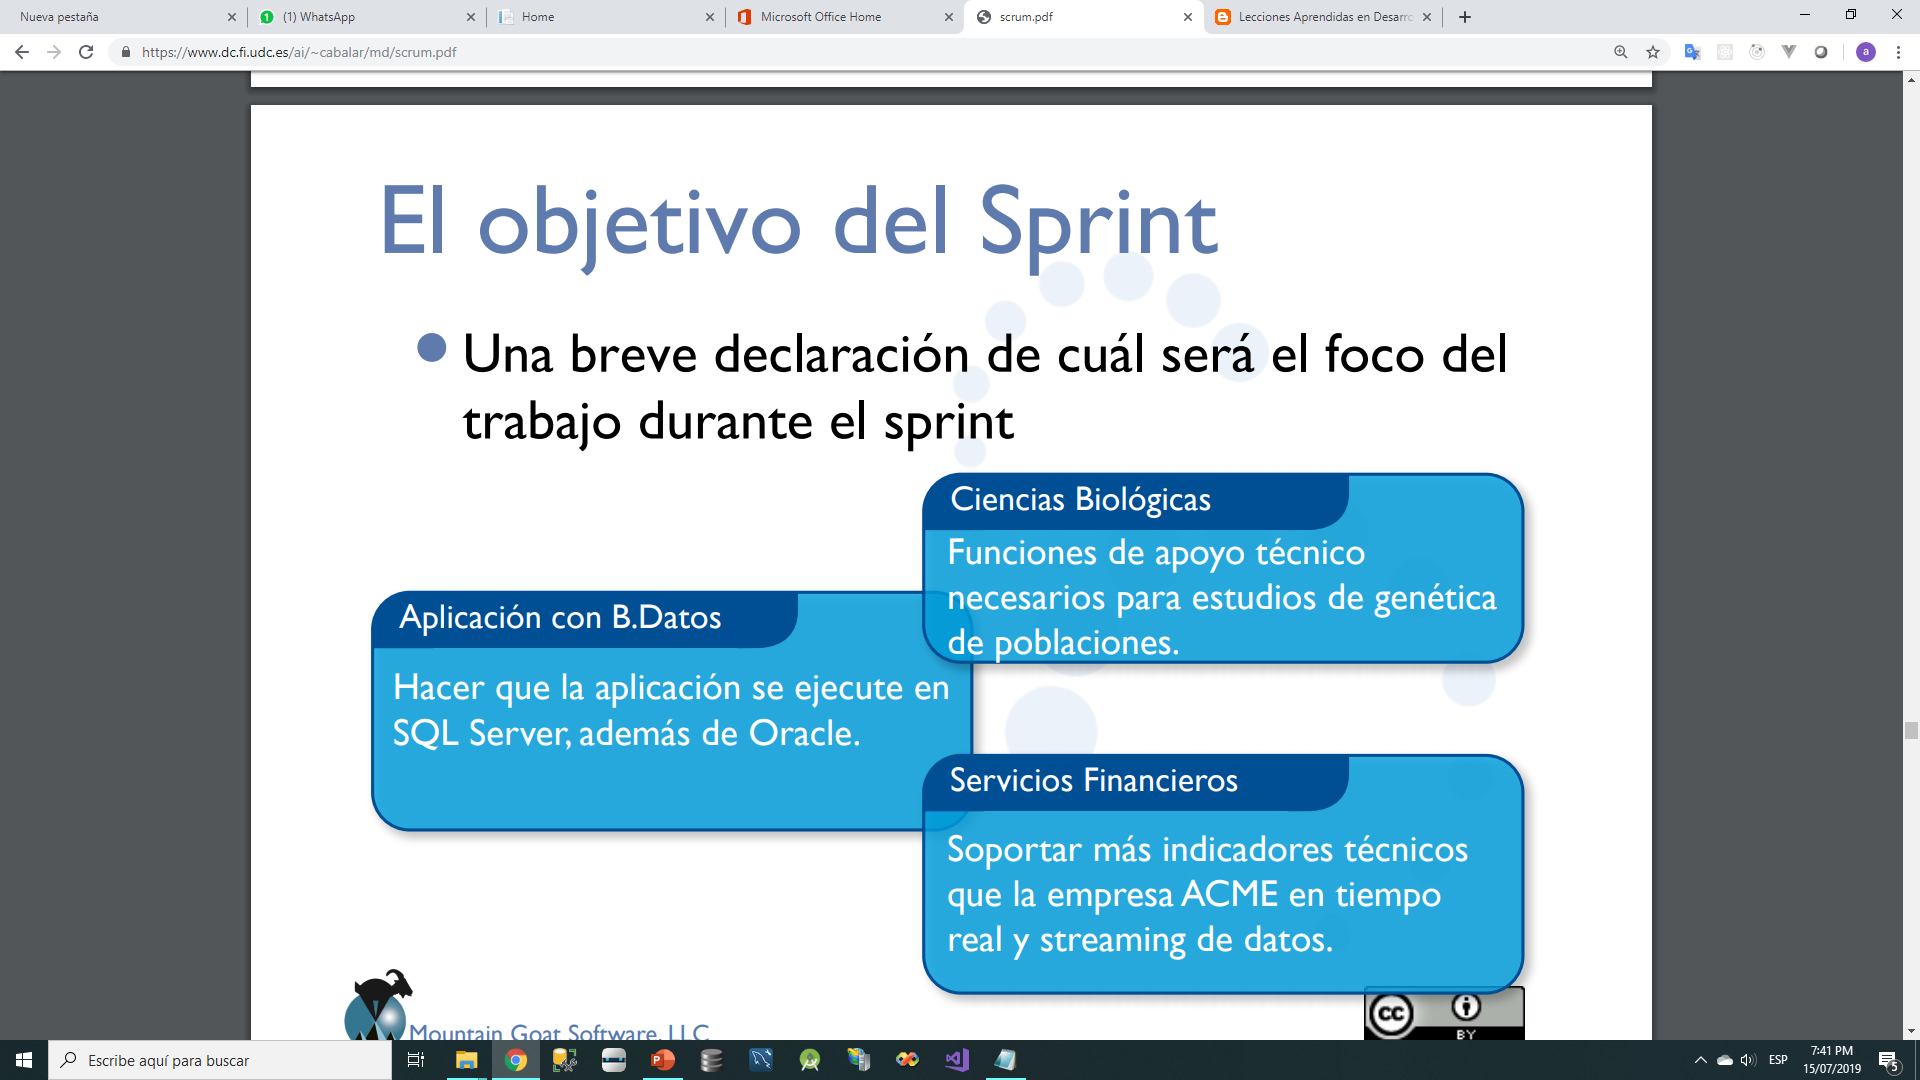 Nueva pestaña
(1) WhatsApp
Home
Microsoft Office Home
scrum.pdf
Lecciones Aprendidas en Desarro
https://www.dc.fi.udc.es/ai/~cabalar/md/scrum.pdf
a
El objetivo del Sprint
Una breve declaración de cuál será el foco del
trabajo durante el sprint
Ciencias Biológicas
Funciones de apoyo técnico
necesarios para estudios de genética
de poblaciones.
Aplicación con B.Datos
Hacer que la aplicación se ejecute en
SQL Server, además de Oracle.
Servicios Financieros
Soportar más indicadores técnicos
que la empresa ACME en tiempo
real y streaming de datos.
Mountain Goat Software, LLC
cc
BY
Escribe aquí para buscar
ESP
7:41 PM
15/07/2019
5